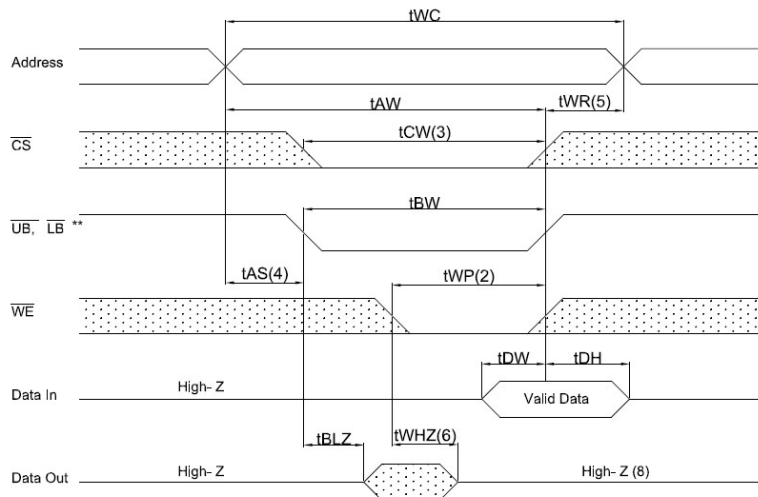 tWC
Address
tAW
tWR(5)
CS
tCW(3)
UB, LB **
tBW
tAS(4)
tWP(2)
WE
tDW
tDH
Data In
High- Z
Valid Data
tBLZ
tWHZ(6)
Data Out
High- Z
High- Z (8)